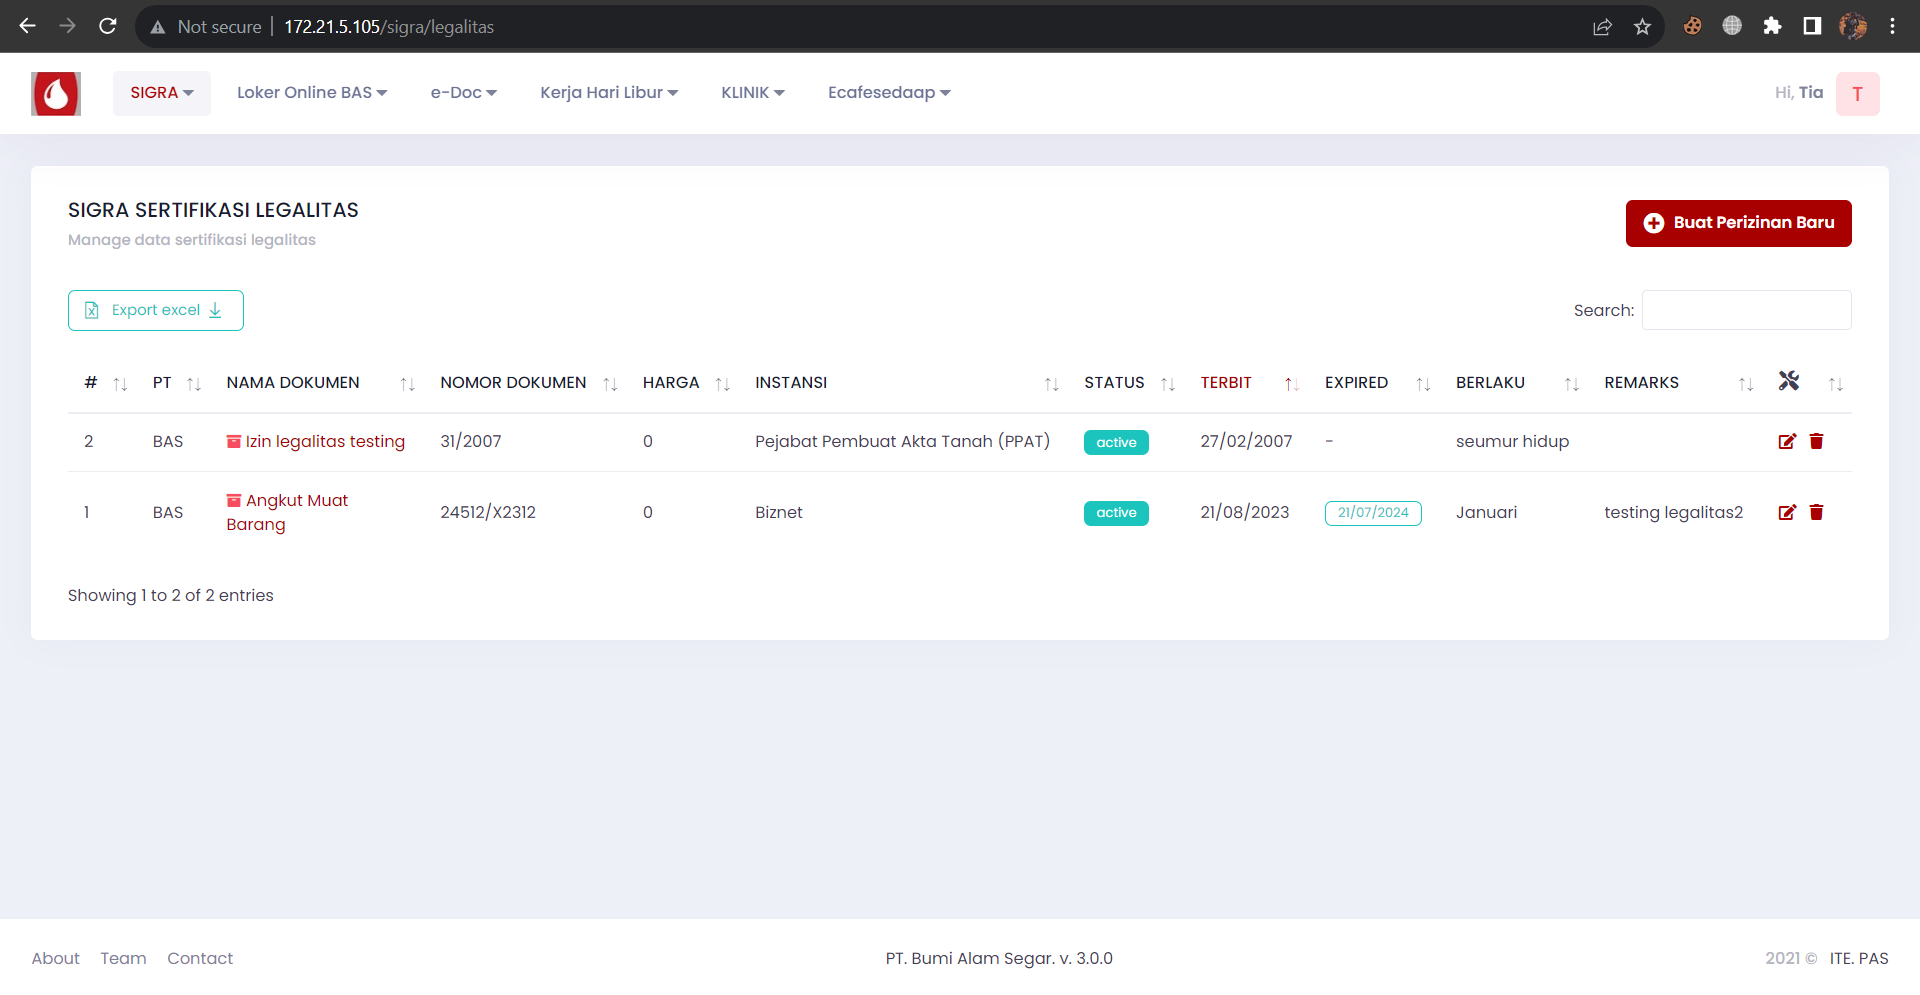 Not secure | 172.21.5.105/sigra/legalitas
SIGRA Loker Online BAS e-Doc Kerja Hari Libur KLINIK Ecafesedaap Hi, Tia T
SIGRA SERTIFIKASI LEGALITAS
Manage data sertifikasi legalitas
Buat Perizinan Baru
Export excel
Search:
# PT NAMA DOKUMEN NOMOR DOKUMEN HARGA INSTANSI STATUS TERBIT EXPIRED BERLAKU REMARKS
2 BAS Izin legalitas testing 31/2007 0 Pejabat Pembuat Akta Tanah (PPAT) active 27/02/2007 - seumur hidup
1 BAS Angkut Muat Barang 24512/X2312 0 Biznet active 21/08/2023 21/07/2024 Januari testing legalitas2
Showing 1 to 2 of 2 entries
About Team Contact PT. Bumi Alam Segar. v. 3.0.0 2021 © ITE. PAS